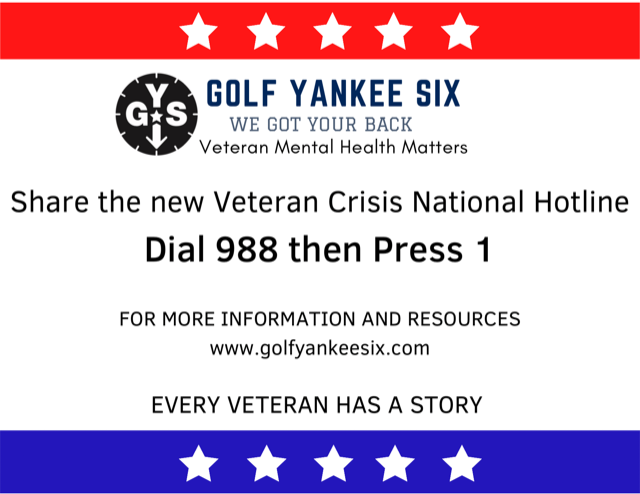 GYS
GOLF YANKEE SIX
WE GOT YOUR BACK
Veteran Mental Health Matters
Share the new Veteran Crisis National Hotline
Dial 988 then Press 1
FOR MORE INFORMATION AND RESOURCES
www.golfyankeesix.com
EVERY VETERAN HAS A STORY